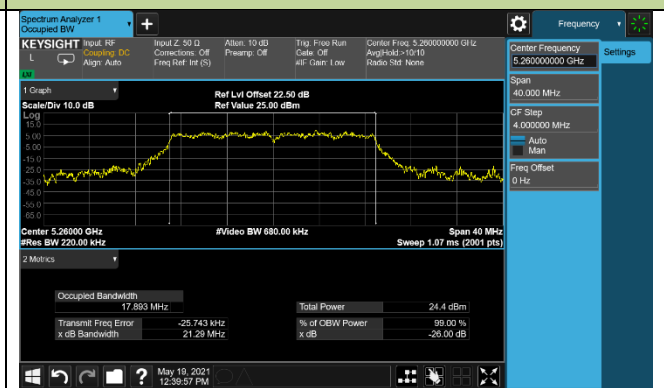 Spectrum Analyzer 1
Occupied BW
+
Frequency
KEYSIGHT
L
Input: RF
Coupling: DC
Align: Auto
Input Z: 50 Ω
Corrections: Off
Freq Ref: Int (S)
Atten: 10 dB
Preamp: Off
Trig: Free Run
Gate: Off
#IF Gain: Low
Center Freq: 5.260000000 GHz
Avg|Hold:>10/10
Radio Std: None
Center Frequency
5.260000000 GHz
Settings
Span
40.000 MHz
CF Step
4.000000 MHz
Auto
Man
Freq Offset
0 Hz
1 Graph
Scale/Div 10.0 dB
Ref Lvl Offset 22.50 dB
Ref Value 25.00 dBm
Log
15.0
5.00
-5.00
-15.0
-25.0
-35.0
-45.0
-55.0
-65.0
Center 5.26000 GHz
#Res BW 220.00 kHz
#Video BW 680.00 kHz
Span 40 MHz
Sweep 1.07 ms (2001 pts)
2 Metrics
Occupied Bandwidth
17.893 MHz
Total Power 24.4 dBm
Transmit Freq Error -25.743 kHz
% of OBW Power 99.00 %
x dB Bandwidth 21.29 MHz
x dB -26.00 dB
?
May 19, 2021
12:39:57 PM